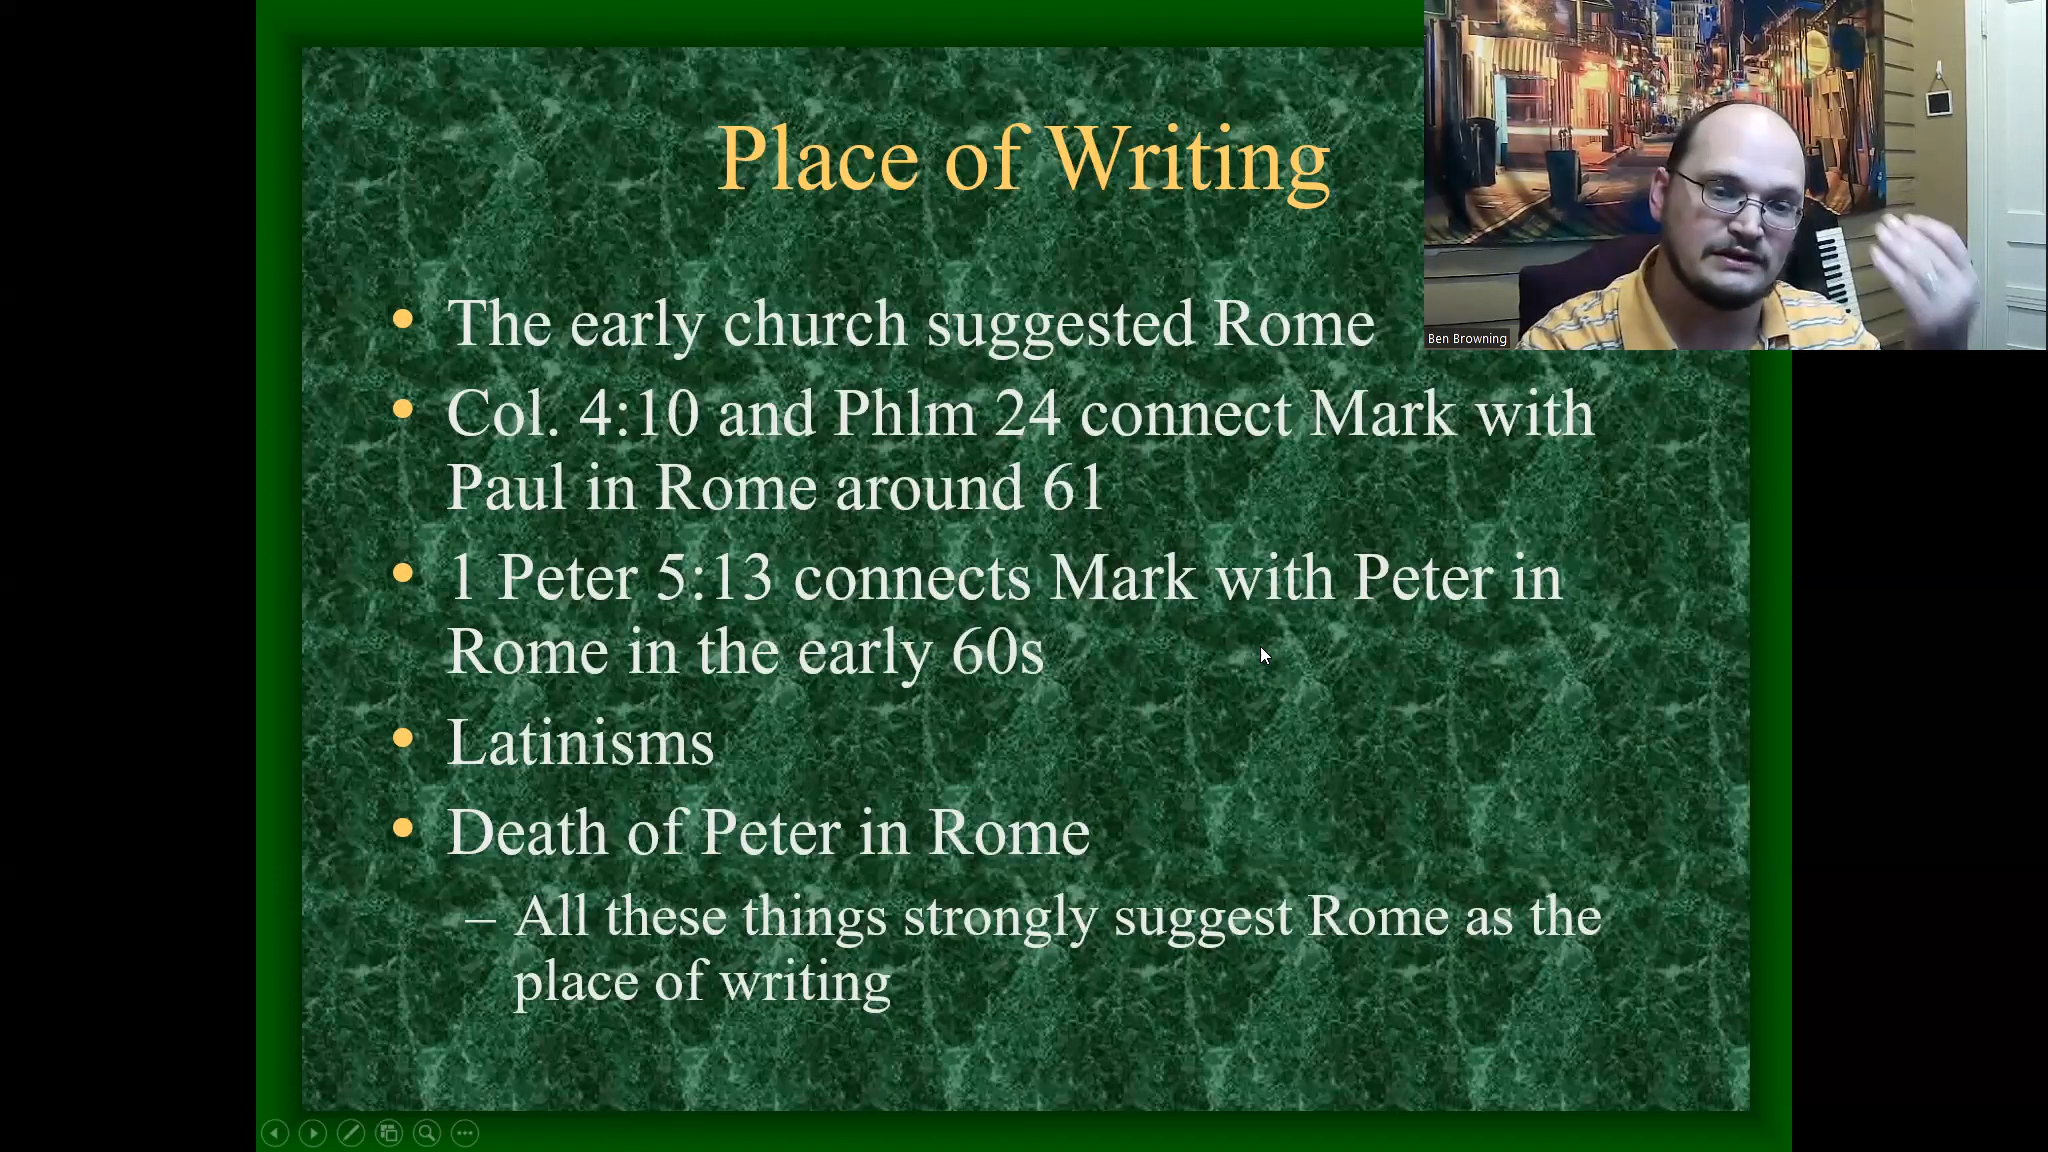 Place of Writing
• The early church suggested Rome
• Col. 4:10 and Phlm 24 connect Mark with
Paul in Rome around 61
• 1 Peter 5:13 connects Mark with Peter in
Rome in the early 60s
• Latinisms
• Death of Peter in Rome
– All these things strongly suggest Rome as the
place of writing
Ben Browning